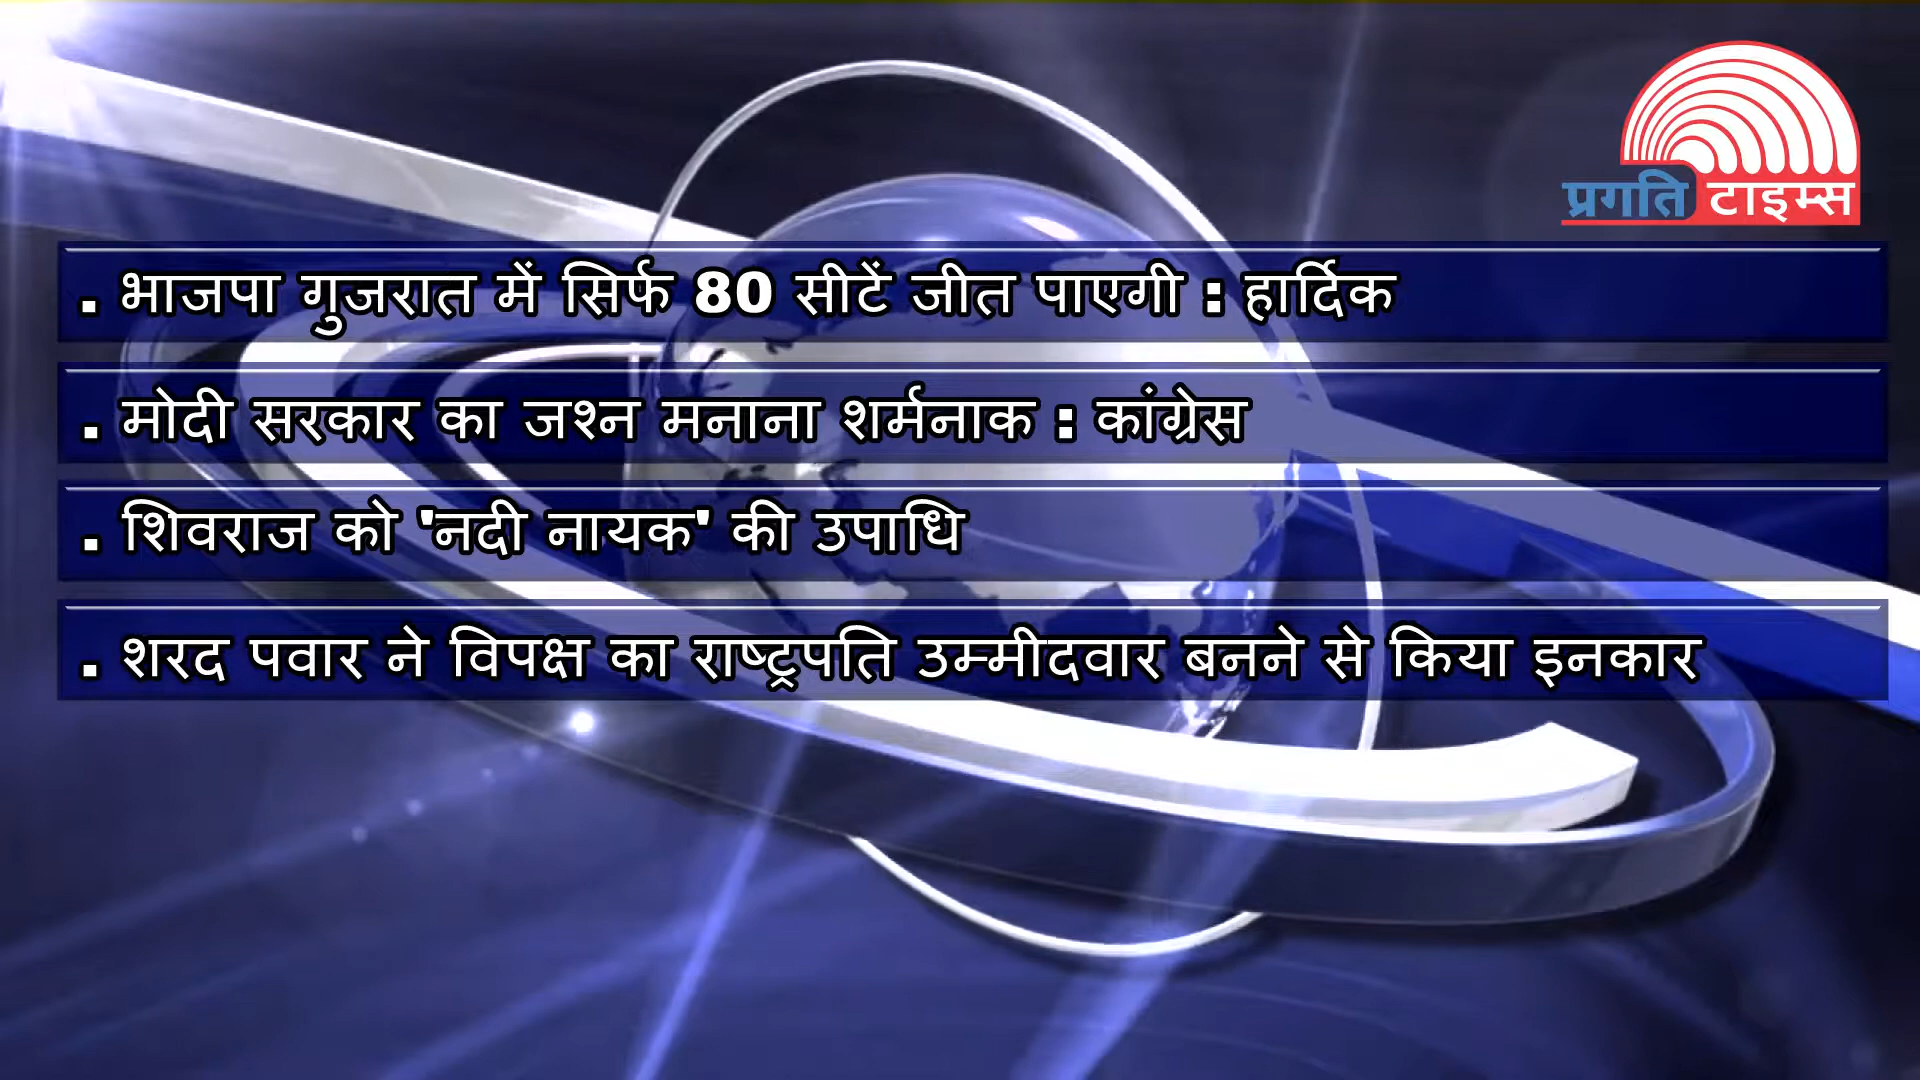 प्रगति टाइम्स
. भाजपा गुजरात में सिर्फ 80 सीटें जीत पाएगी : हार्दिक
. मोदी सरकार का जश्न मनाना शर्मनाक : कांग्रेस
. शिवराज को 'नदी नायक' की उपाधि
. शरद पवार ने विपक्ष का राष्ट्रपति उम्मीदवार बनने से किया इनकार